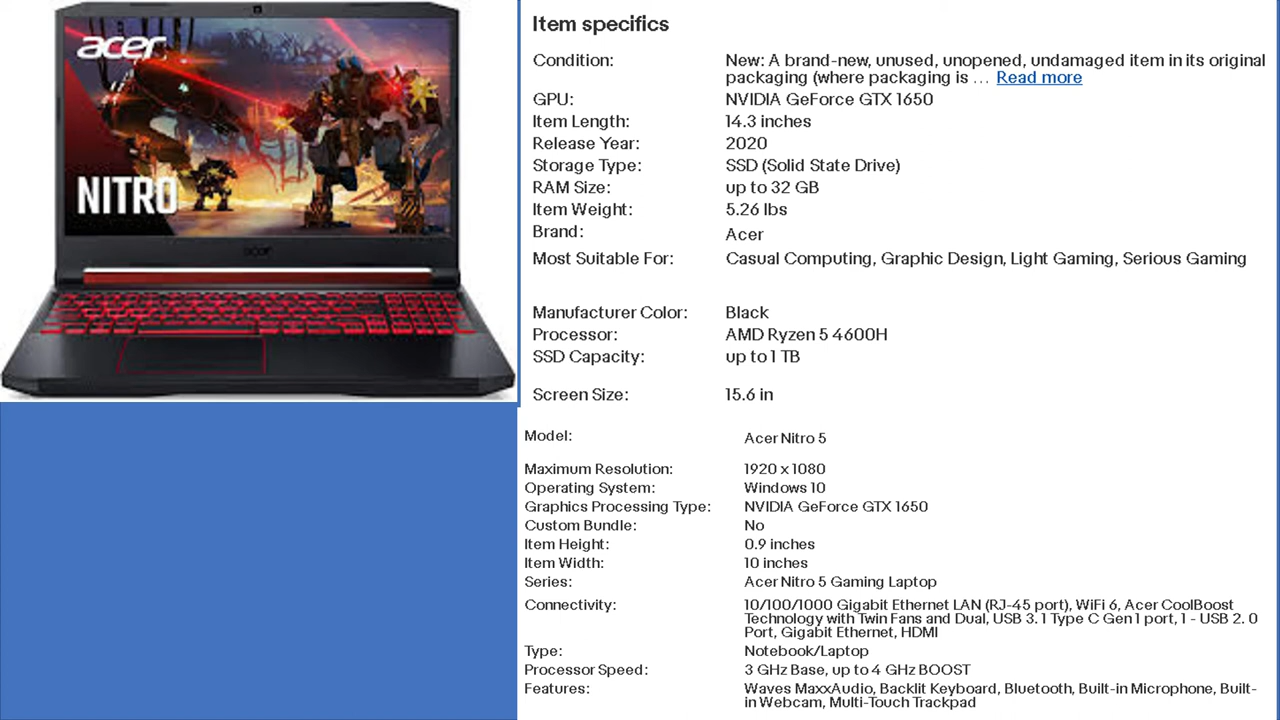 acer
NITRO
acer
Item specifics
Condition: New: A brand-new, unused, unopened, undamaged item in its original
packaging (where packaging is ... Read more
GPU: NVIDIA GeForce GTX 1650
Item Length: 14.3 inches
Release Year: 2020
Storage Type: SSD (Solid State Drive)
RAM Size: up to 32 GB
Item Weight: 5.26 lbs
Brand: Acer
Most Suitable For: Casual Computing, Graphic Design, Light Gaming, Serious Gaming
Manufacturer Color: Black
Processor: AMD Ryzen 5 4600H
SSD Capacity: up to 1 TB
Screen Size: 15.6 in
Model: Acer Nitro 5
Maximum Resolution: 1920 x 1080
Operating System: Windows 10
Graphics Processing Type: NVIDIA GeForce GTX 1650
Custom Bundle: No
Item Height: 0.9 inches
Item Width: 10 inches
Series: Acer Nitro 5 Gaming Laptop
Connectivity: 10/100/1000 Gigabit Ethernet LAN (RJ-45 port), WiFi 6, Acer CoolBoost
Technology with Twin Fans and Dual, USB 3.1 Type C Gen 1 port, 1 - USB 2. 0
Port, Gigabit Ethernet, HDMI
Type: Notebook/Laptop
Processor Speed: 3 GHz Base, up to 4 GHz BOOST
Features: Waves MaxxAudio, Backlit Keyboard, Bluetooth, Built-in Microphone, Built-
in Webcam, Multi-Touch Trackpad